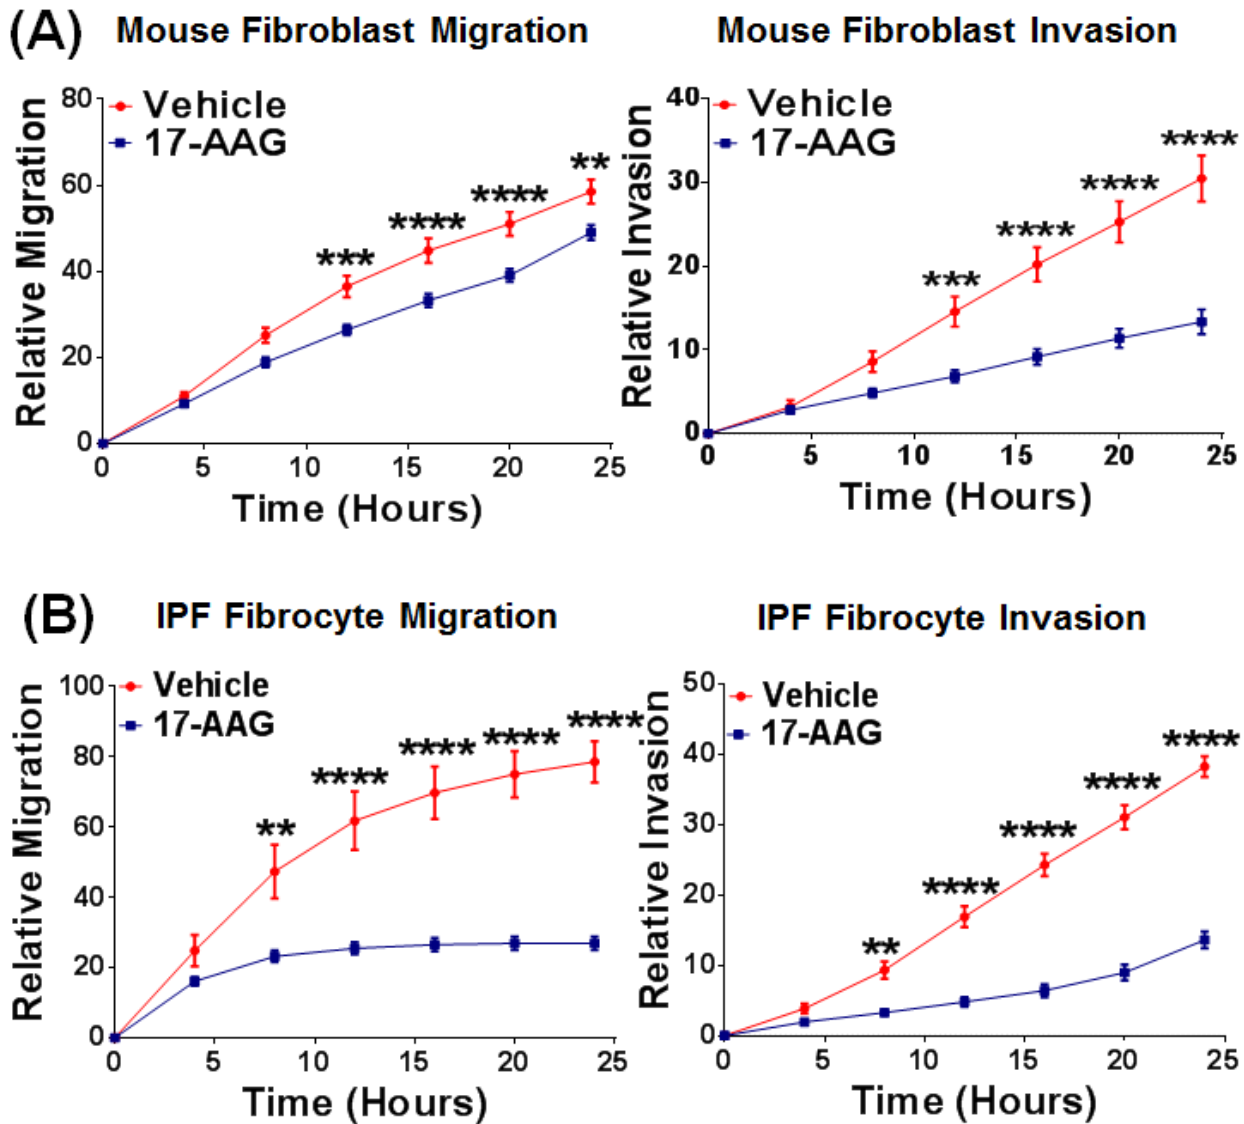 (A) Mouse Fibroblast Migration
Vehicle
17-AAG
** 
****
****
***
Relative Migration
80
60
40
20
0
0 5 10 15 20 25
Time (Hours)
Mouse Fibroblast Invasion
Vehicle
17-AAG
****
****
****
***
Relative Invasion
40
30
20
10
0
0 5 10 15 20 25
Time (Hours)
(B) IPF Fibrocyte Migration
Vehicle
17-AAG
****
****
****
****
**
Relative Migration
100
80
60
40
20
0
0 5 10 15 20 25
Time (Hours)
IPF Fibrocyte Invasion
Vehicle
17-AAG
****
****
****
****
**
Relative Invasion
50
40
30
20
10
0
0 5 10 15 20 25
Time (Hours)